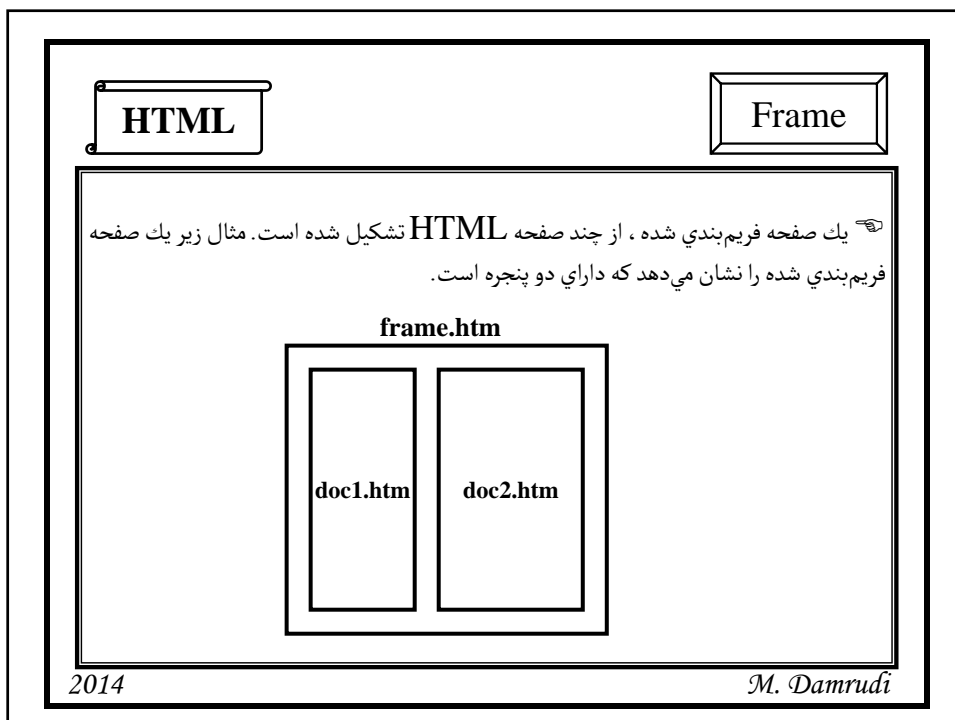 HTML
Frame
☜ يك صفحه فريم‌بندي شده ، از چند صفحه HTML تشكيل شده است. مثال زير يك صفحه
فريم‌بندي شده را نشان مي‌دهد كه داراي دو پنجره است.
frame.htm
doc1.htm
doc2.htm
2014
M. Damrudi